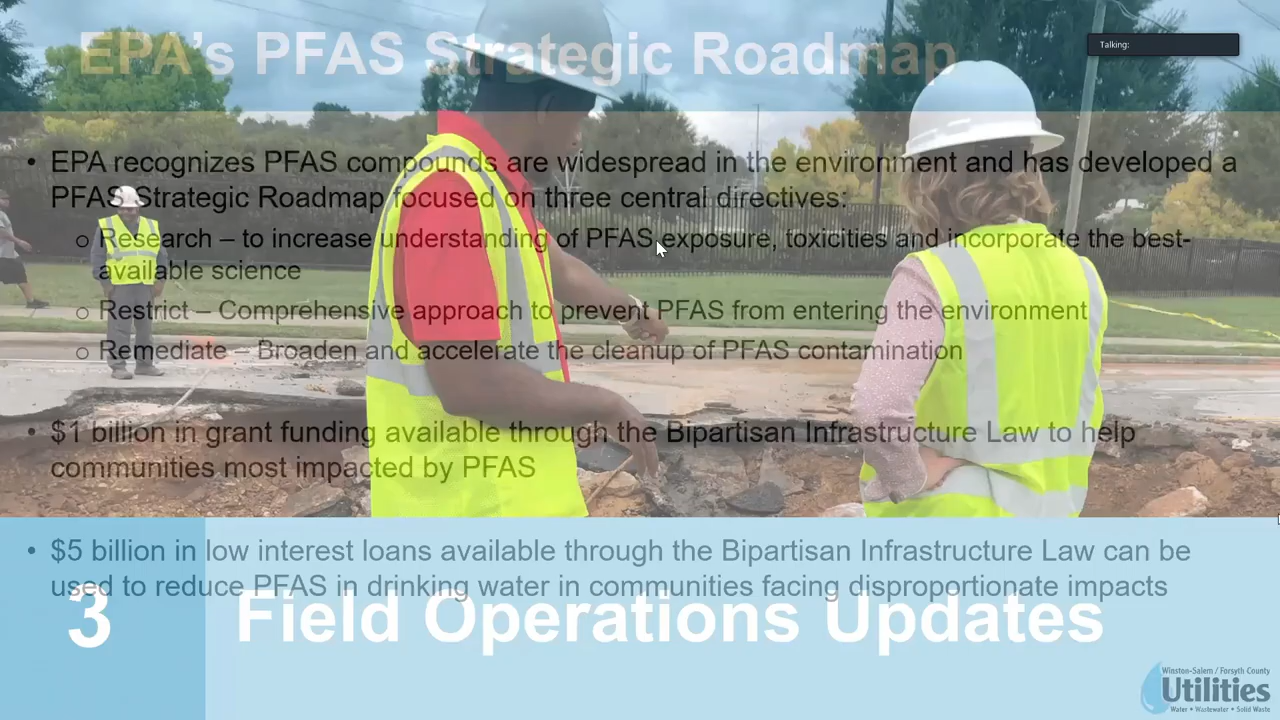 EPA's PFAS Strategic Roadmap
Talking:
• EPA recognizes PFAS compounds are widespread in the environment and has developed a
PFAS Strategic Roadmap focused on three central directives:
o Research – to increase understanding of PFAS exposure, toxicities and incorporate the best-
available science
o Restrict – Comprehensive approach to prevent PFAS from entering the environment
o Remediate – Broaden and accelerate the cleanup of PFAS contamination
• $1 billion in grant funding available through the Bipartisan Infrastructure Law to help
communities most impacted by PFAS
• $5 billion in low interest loans available through the Bipartisan Infrastructure Law can be
used to reduce PFAS in drinking water in communities facing disproportionate impacts
3 Field Operations Updates
Winston-Salem / Forsyth County
Utilities
Water • Wastewater • Solid Waste